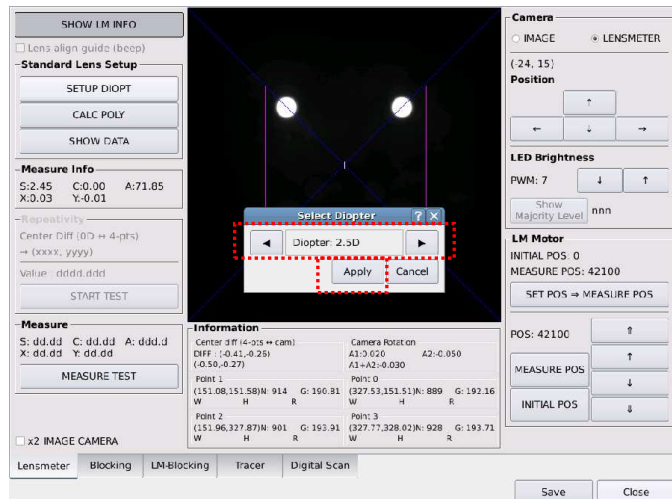 SHOW LM INFO
Lens align guide (beep)
Standard Lens Setup
SETUP DIOPT
CALC POLY
SHOW DATA
Measure Info
S:2.45 C:0.00 A:71.85
X:0.03 Y:-0.01
Repeativity
Center Diff (0D ↔ 4-pts)
→ (xxxx, yyyy)
Value : dddd.ddd
START TEST
Measure
S: dd.dd C: dd.dd A: ddd.d
X: dd.dd Y: dd.dd
MEASURE TEST
x2 IMAGE CAMERA
Select Diopter ? X
◄ Diopter: 2.5D ►
Apply Cancel
Information
Center diff (4-pts ↔ cam)
DIFF : (-0.41,-0.26)
(-0.50,-0.27)
Camera Rotation
A1:0.020 A2:-0.050
A1+A2:-0.030
Point 1
(151.08,151.58)N: 914 G: 190.81
W H R
Point 0
(327.53,151.51)N: 889 G: 192.16
W H R
Point 2
(151.96,327.87)N: 901 G: 193.91
W H R
Point 3
(327.77,328.02)N: 928 G: 193.71
W H R
Camera
IMAGE LENSMETER
(-24, 15)
Position
↑
← ↓ →
LED Brightness
PWM: 7 ↓ ↑
Show
Majority Level nnn
LM Motor
INITIAL POS: 0
MEASURE POS: 42100
SET POS ⇒ MEASURE POS
POS: 42100 ⇑
MEASURE POS ↑
↓
INITIAL POS ⇓
Lensmeter Blocking LM-Blocking Tracer Digital Scan
Save Close